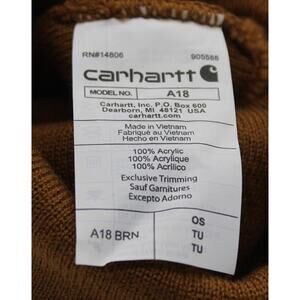 RN#14806 905566
carhartt
MODEL NO. A18
Carhartt, Inc. P.O. Box 600
Dearborn, MI 48121 USA
carhartt.com
Made in Vietnam
Fabriqué au Vietnam
Hecho en Vietnam
100% Acrylic
100% Acrylique
100% Acrílico
Exclusive Trimming
Sauf Garnitures
Excepto Adorno
A18 BRN
OS
TU
TU